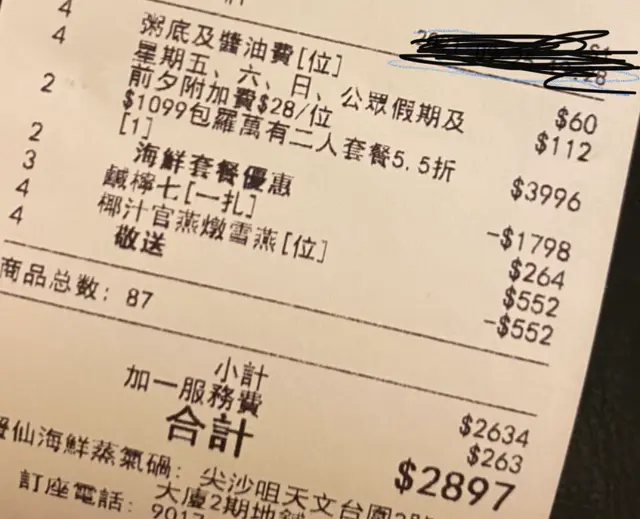 4 粥底及醬油費[位] $60
4 星期五、六、日、公眾假期及
前夕附加費$28/位 $112
2 $1099包羅萬有二人套餐5.5折
[1] $3996
2 海鮮套餐優惠 -$1798
3 鹹檸七[一扎] $264
4 椰汁官燕燉雪燕[位] $552
4 敬送 -$552
商品总数: 87
小計 $2634
加一服務費 $263
合計 $2897
仙海鮮蒸氣鍋: 尖沙咀天文台圍
大廈2期地鋪
訂座電話: